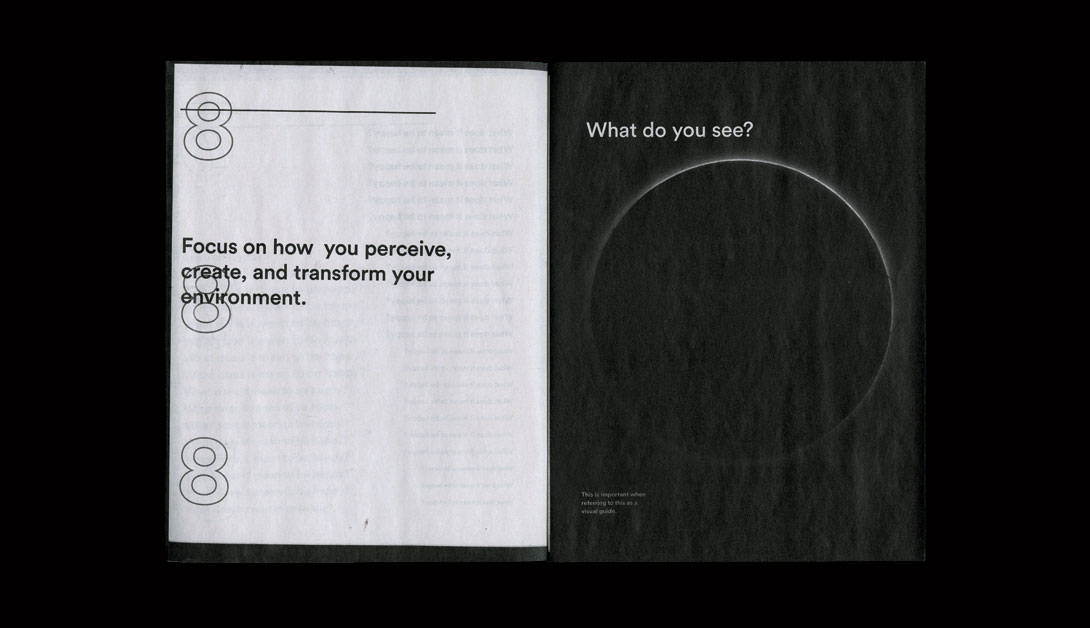 8
Focus on how  you perceive,
create, and transform your
8
environment.
8
What do you see?
This is important when
referring to this as a
visual guide.